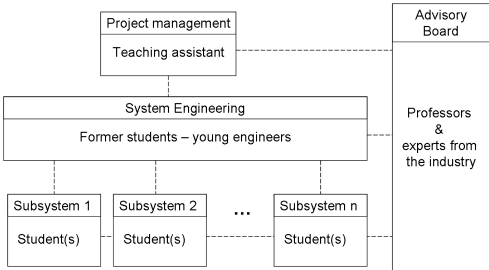 Project management
Teaching assistant
Advisory
Board
System Engineering
Former students – young engineers
Professors
&
experts from
the industry
Subsystem 1
Student(s)
Subsystem 2
Student(s)
...
Subsystem n
Student(s)